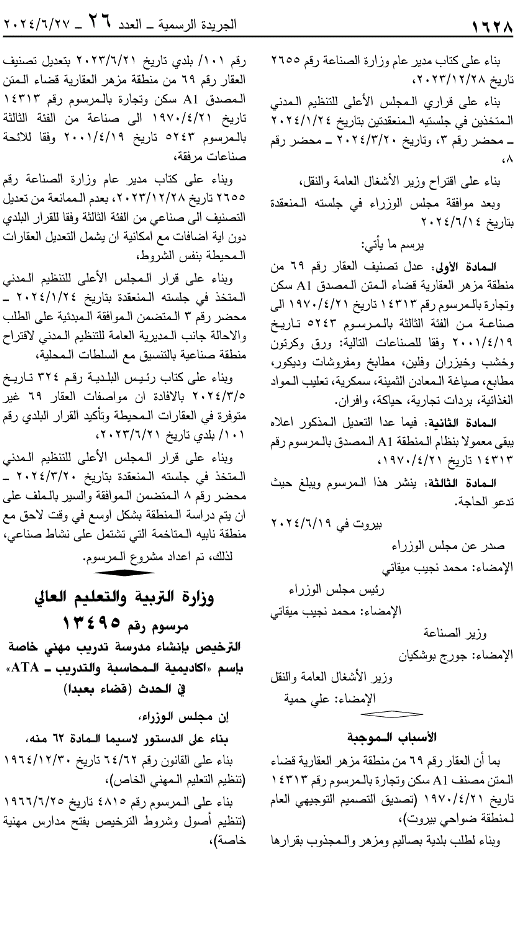 ١٦٢٨
الجريدة الرسمية ــ العدد ٢٦ ــ ٢٠٢٤/٦/٢٧
بناء على كتاب مدير عام وزارة الصناعة رقم ٢٦٥٥
تاريخ ٢٠٢٣/١٢/٢٨،
بناء على قراري المجلس الأعلى للتنظيم المدني
المتخذين في جلستيه المنعقدتين بتاريخ ٢٠٢٤/١/٢٤
ــ محضر رقم ٣، وتاريخ ٢٠٢٤/٣/٢٠ ــ محضر رقم
٨،
بناء على اقتراح وزير الأشغال العامة والنقل،
وبعد موافقة مجلس الوزراء في جلسته المنعقدة
بتاريخ ٢٠٢٤/٦/١٤
يرسم ما يأتي:
المادة الأولى: عدل تصنيف العقار رقم ٦٩ من
منطقة مزهر العقارية قضاء المتن المصدق A1 سكن
وتجارة بالمرسوم رقم ١٤٣١٣ تاريخ ١٩٧٠/٤/٢١ الى
صناعة من الفئة الثالثة بالمرسوم ٥٢٤٣ تاريخ
٢٠٠١/٤/١٩ وفقا للصناعات التالية: ورق وكرتون
وخشب وخيزران وفلين، مطابخ ومفروشات وديكور،
مطابع، صياغة المعادن الثمينة، سمكرية، تعليب المواد
الغذائية، بردات تجارية، حياكة، وافران.
المادة الثانية: فيما عدا التعديل المذكور اعلاه
يبقى معمولا بنظام المنطقة A1 المصدق بالمرسوم رقم
١٤٣١٣ تاريخ ١٩٧٠/٤/٢١،
المادة الثالثة: ينشر هذا المرسوم ويبلغ حيث
تدعو الحاجة.
بيروت في ٢٠٢٤/٦/١٩
صدر عن مجلس الوزراء
الإمضاء: محمد نجيب ميقاتي
رئيس مجلس الوزراء
الإمضاء: محمد نجيب ميقاتي
وزير الصناعة
الإمضاء: جورج بوشكيان
وزير الأشغال العامة والنقل
الإمضاء: علي حمية
الأسباب الموجبة
بما أن العقار رقم ٦٩ من منطقة مزهر العقارية قضاء
المتن مصنف A1 سكن وتجارة بالمرسوم رقم ١٤٣١٣
تاريخ ١٩٧٠/٤/٢١ (تصديق التصميم التوجيهي العام
لمنطقة ضواحي بيروت)،
وبناء لطلب بلدية بصاليم ومزهر والمجذوب بقرارها
رقم ١٠١/ بلدي تاريخ ٢٠٢٣/٦/٢١ بتعديل تصنيف
العقار رقم ٦٩ من منطقة مزهر العقارية قضاء المتن
المصدق A1 سكن وتجارة بالمرسوم رقم ١٤٣١٣
تاريخ ١٩٧٠/٤/٢١ الى صناعة من الفئة الثالثة
بالمرسوم ٥٢٤٣ تاريخ ٢٠٠١/٤/١٩ وفقا للائحة
صناعات مرفقة،
وبناء على كتاب مدير عام وزارة الصناعة رقم
٢٦٥٥ تاريخ ٢٠٢٣/١٢/٢٨، بعدم الممانعة من تعديل
التصنيف الى صناعي من الفئة الثالثة وفقا للقرار البلدي
دون اية اضافات مع امكانية ان يشمل التعديل العقارات
المحيطة بنفس الشروط،
وبناء على قرار المجلس الأعلى للتنظيم المدني
المتخذ في جلسته المنعقدة بتاريخ ٢٠٢٤/١/٢٤ ــ
محضر رقم ٣ المتضمن الموافقة المبدئية على الطلب
والاحالة جانب المديرية العامة للتنظيم المدني لاقتراح
منطقة صناعية بالتنسيق مع السلطات المحلية،
وبناء على كتاب رئيس البلدية رقم ٣٢٤ تاريخ
٢٠٢٤/٣/٥ بالافادة ان مواصفات العقار ٦٩ غير
متوفرة في العقارات المحيطة وتأكيد القرار البلدي رقم
١٠١/ بلدي تاريخ ٢٠٢٣/٦/٢١،
وبناء على قرار المجلس الأعلى للتنظيم المدني
المتخذ في جلسته المنعقدة بتاريخ ٢٠٢٤/٣/٢٠ ــ
محضر رقم ٨ المتضمن الموافقة والسير بالملف على
ان يتم دراسة المنطقة بشكل اوسع في وقت لاحق مع
منطقة نابيه المتاخمة التي تشتمل على نشاط صناعي،
لذلك، تم اعداد مشروع المرسوم.
وزارة التربية والتعليم العالي
مرسوم رقم ١٣٤٩٥
الترخيص بإنشاء مدرسة تدريب مهني خاصة
بإسم «اكاديمية المحاسبة والتدريب ــ ATA»
في الحدث (قضاء بعبدا)
إن مجلس الوزراء،
بناء على الدستور لاسيما المادة ٦٢ منه،
بناء على القانون رقم ٦٤/٦٢ تاريخ ١٩٦٤/١٢/٣٠
(تنظيم التعليم المهني الخاص)،
بناء على المرسوم رقم ٤٨١٥ تاريخ ١٩٦٦/٦/٢٥
(تنظيم أصول وشروط الترخيص بفتح مدارس مهنية
خاصة)،